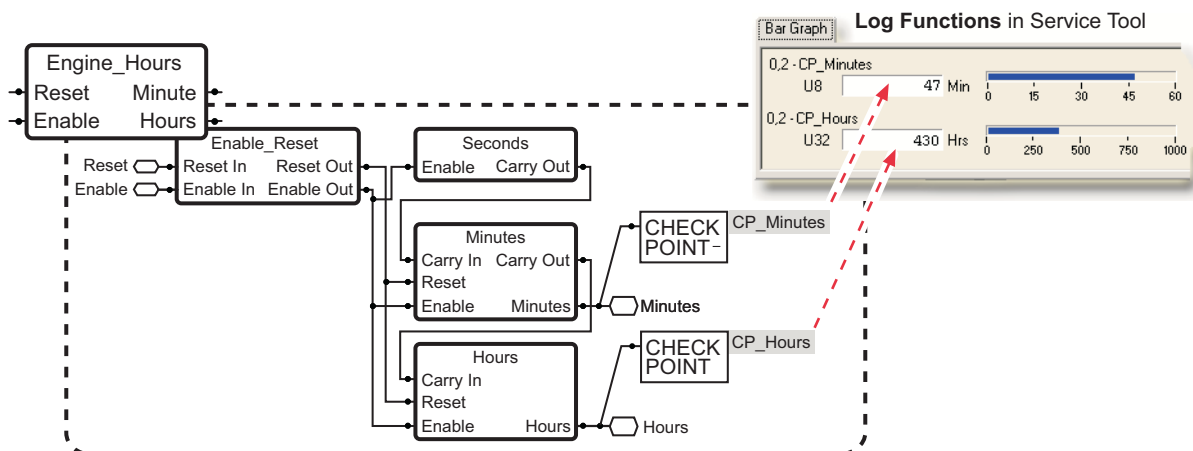 Log Functions in Service Tool
Bar Graph
0,2 - CP_Minutes
U8 47 Min
0 15 30 45 60
0,2 - CP_Hours
U32 430 Hrs
0 250 500 750 1000
Engine_Hours
Reset Minute
Enable Hours
Enable_Reset
Reset Reset In Reset Out
Enable Enable In Enable Out
Seconds
Enable Carry Out
Minutes
Carry In Carry Out
Reset
Enable Minutes
CHECK
POINT–
CP_Minutes
Minutes
Hours
Carry In
Reset
Enable Hours
CHECK
POINT
CP_Hours
Hours